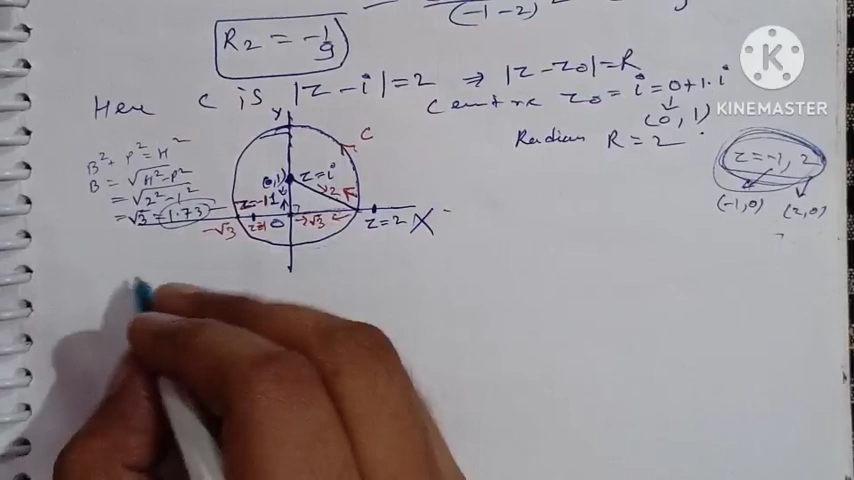 (-1-2)
R2 = -1/9
Here C is |z-i|=2 ⇒ |z-z0|=R
Centre z0 = i = 0+1.i
(0,1)
Radius R = 2
z=-1, 2
(-1,0) (2,0)
KINEMASTER
B²+P²=H²
B = √H²-P²
= √2²-1²
= √3 = 1.73
Y
C
(0,1) z=i
2
z=-1 1
-√3 z=-1 0 √3 z=2 X